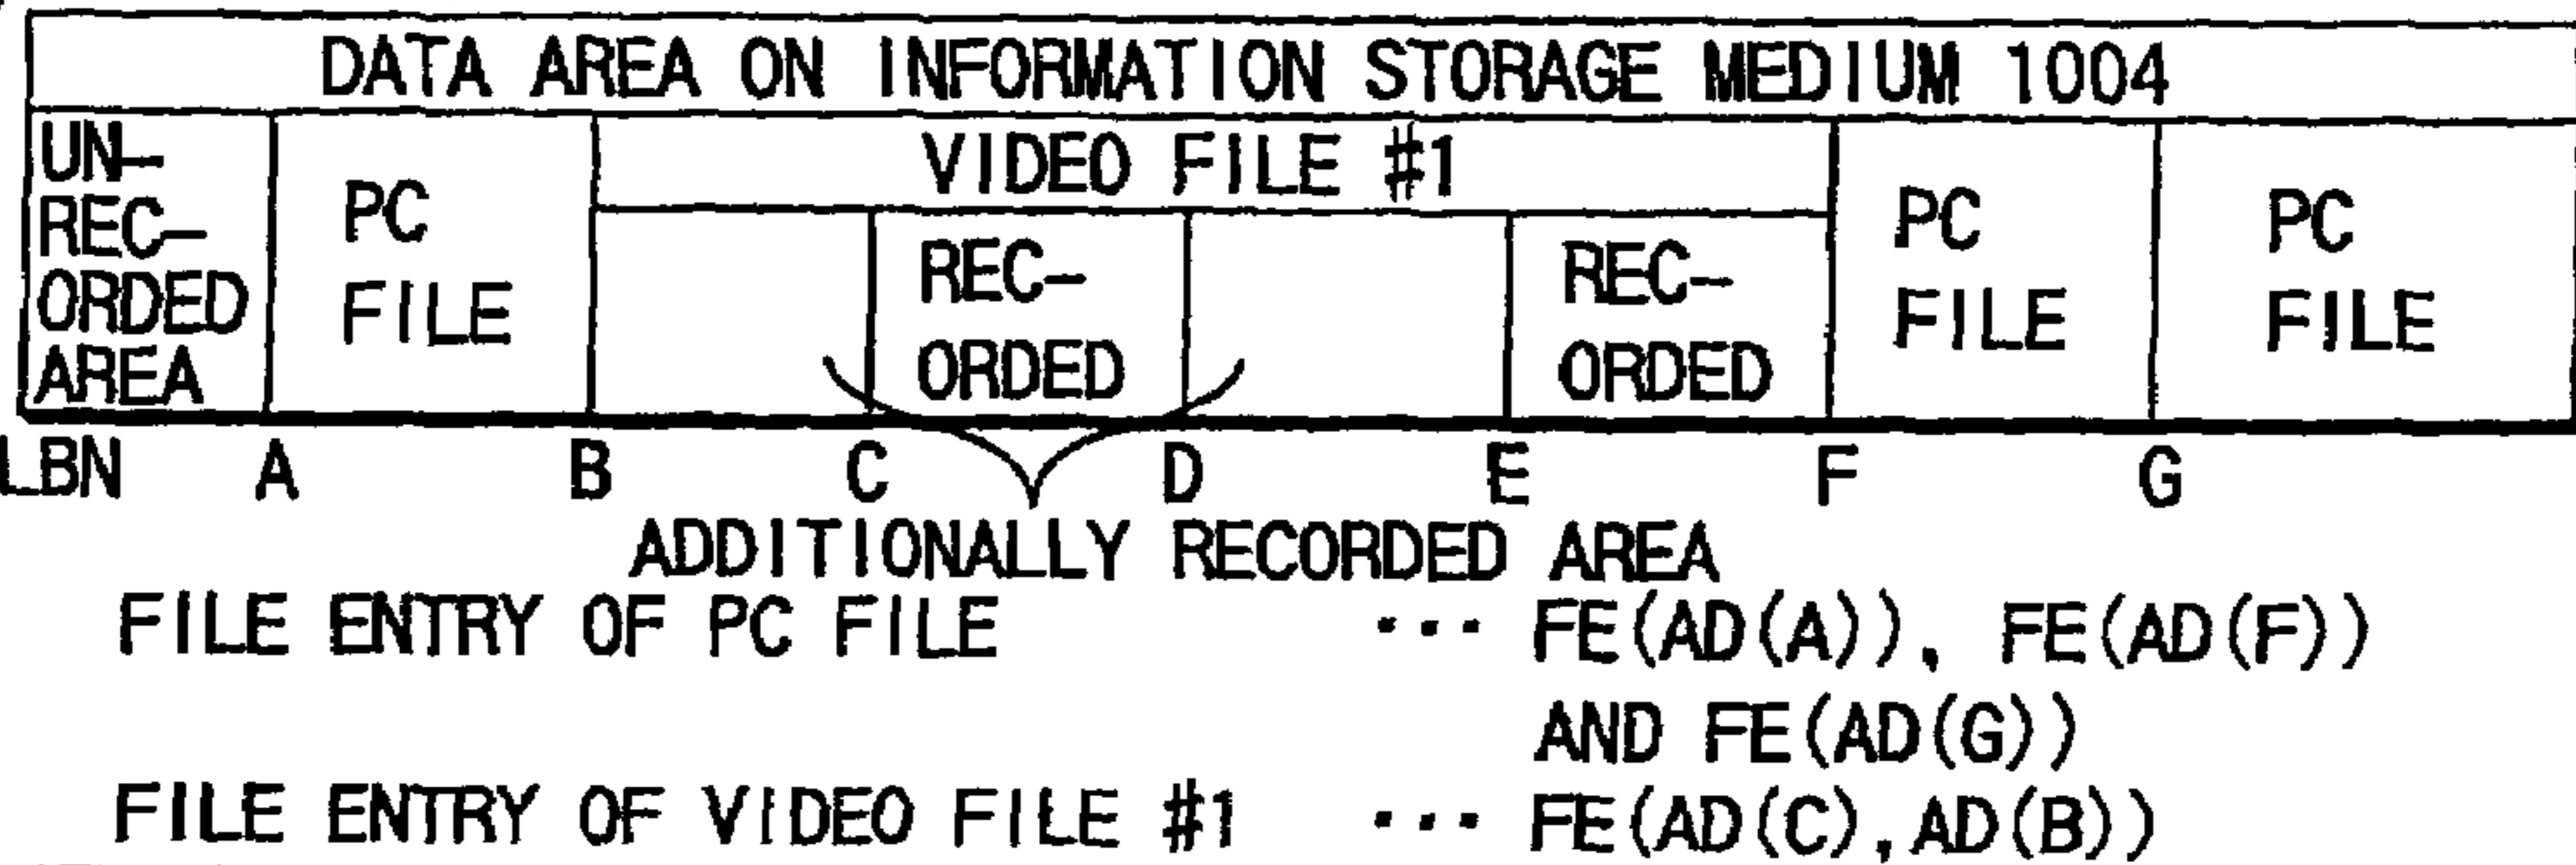 DATA AREA ON INFORMATION STORAGE MEDIUM 1004
UN-
REC-
ORDED
AREA
PC
FILE
VIDEO FILE #1
REC-
ORDED
REC-
ORDED
PC
FILE
PC
FILE
LBN A B C D E F G
ADDITIONALLY RECORDED AREA
FILE ENTRY OF PC FILE ··· FE(AD(A)), FE(AD(F))
AND FE(AD(G))
FILE ENTRY OF VIDEO FILE #1 ··· FE(AD(C),AD(B))